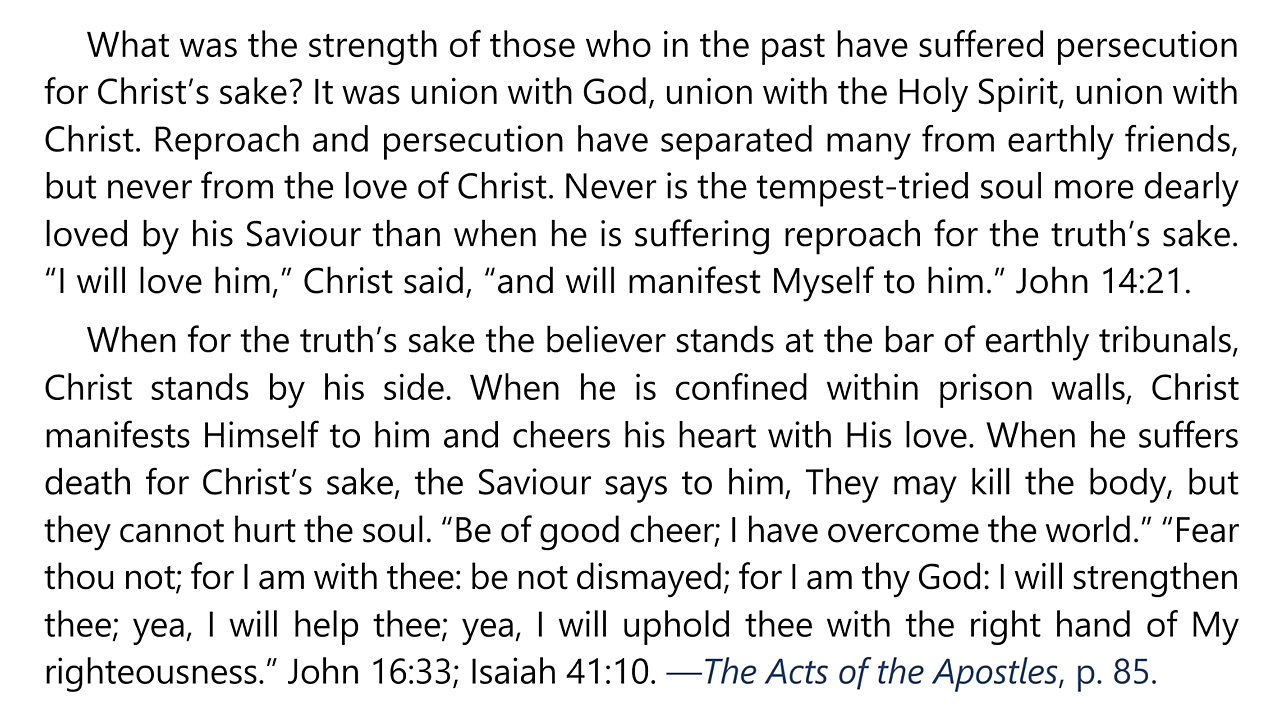 What was the strength of those who in the past have suffered persecution
for Christ’s sake? It was union with God, union with the Holy Spirit, union with
Christ. Reproach and persecution have separated many from earthly friends,
but never from the love of Christ. Never is the tempest-tried soul more dearly
loved by his Saviour than when he is suffering reproach for the truth’s sake.
“I will love him,” Christ said, “and will manifest Myself to him.” John 14:21.
When for the truth’s sake the believer stands at the bar of earthly tribunals,
Christ stands by his side. When he is confined within prison walls, Christ
manifests Himself to him and cheers his heart with His love. When he suffers
death for Christ’s sake, the Saviour says to him, They may kill the body, but
they cannot hurt the soul. “Be of good cheer; I have overcome the world.” “Fear
thou not; for I am with thee: be not dismayed; for I am thy God: I will strengthen
thee; yea, I will help thee; yea, I will uphold thee with the right hand of My
righteousness.” John 16:33; Isaiah 41:10. —The Acts of the Apostles, p. 85.